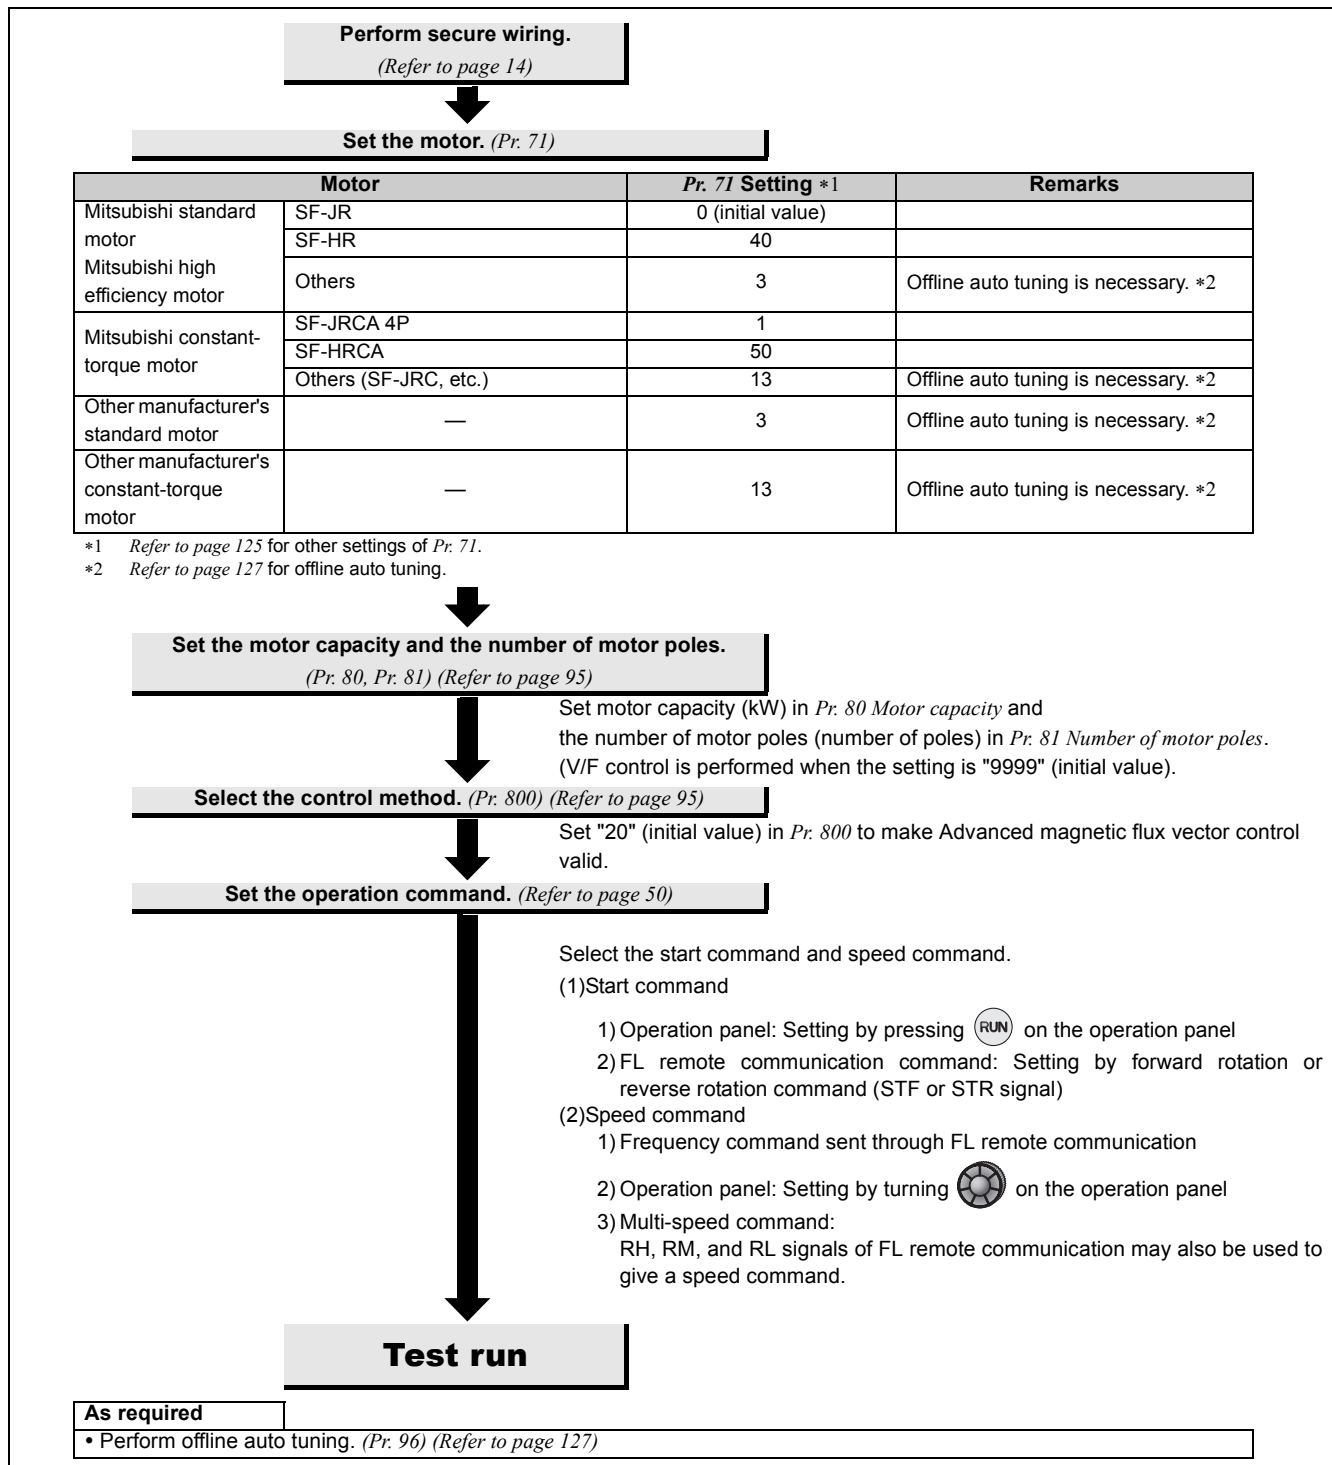 Perform secure wiring.
(Refer to page 14)
Set the motor. (Pr. 71)
Motor Pr. 71 Setting *1 Remarks
Mitsubishi standard motor Mitsubishi high efficiency motor SF-JR 0 (initial value)
SF-HR 40
Others 3 Offline auto tuning is necessary. *2
Mitsubishi constant-torque motor SF-JRCA 4P 1
SF-HRCA 50
Others (SF-JRC, etc.) 13 Offline auto tuning is necessary. *2
Other manufacturer's standard motor — 3 Offline auto tuning is necessary. *2
Other manufacturer's constant-torque motor — 13 Offline auto tuning is necessary. *2
*1 Refer to page 125 for other settings of Pr. 71.
*2 Refer to page 127 for offline auto tuning.
Set the motor capacity and the number of motor poles.
(Pr. 80, Pr. 81) (Refer to page 95)
Set motor capacity (kW) in Pr. 80 Motor capacity and
the number of motor poles (number of poles) in Pr. 81 Number of motor poles.
(V/F control is performed when the setting is "9999" (initial value).
Select the control method. (Pr. 800) (Refer to page 95)
Set "20" (initial value) in Pr. 800 to make Advanced magnetic flux vector control
valid.
Set the operation command. (Refer to page 50)
Select the start command and speed command.
(1)Start command
1) Operation panel: Setting by pressing RUN on the operation panel
2) FL remote communication command: Setting by forward rotation or
reverse rotation command (STF or STR signal)
(2)Speed command
1) Frequency command sent through FL remote communication
2) Operation panel: Setting by turning on the operation panel
3) Multi-speed command:
RH, RM, and RL signals of FL remote communication may also be used to
give a speed command.
Test run
As required
• Perform offline auto tuning. (Pr. 96) (Refer to page 127)